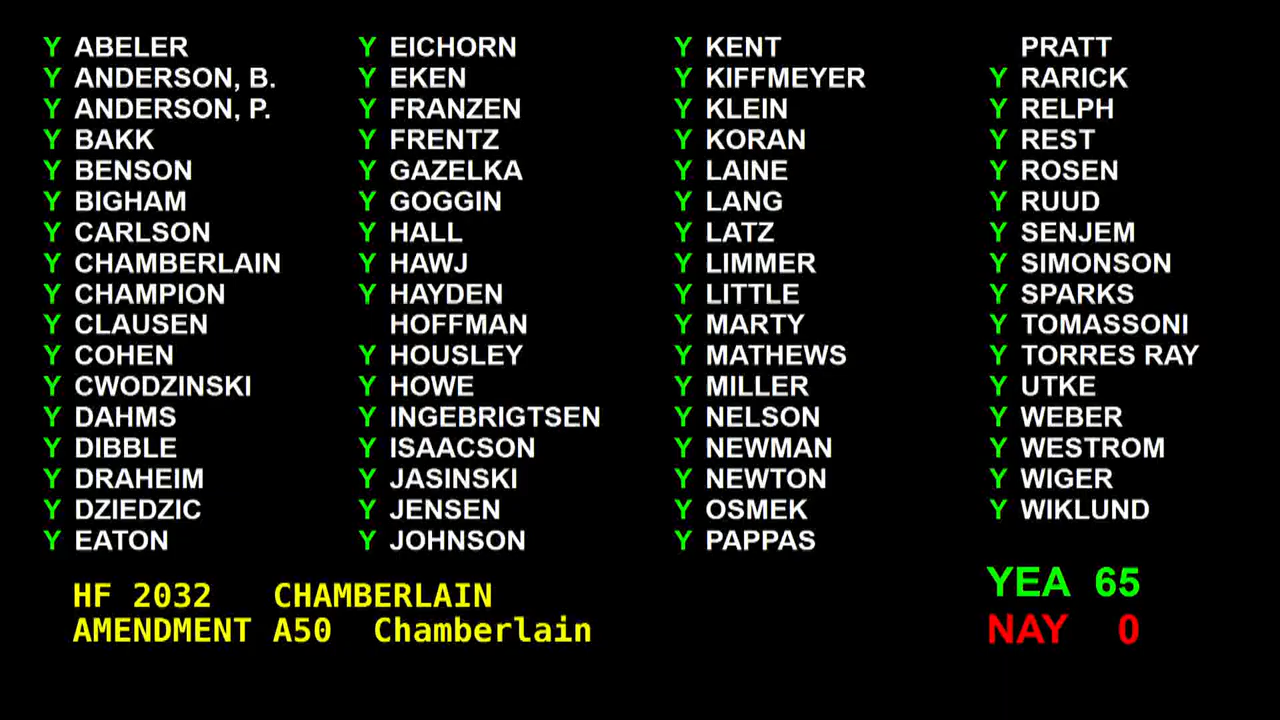 Y ABELER Y EICHORN Y KENT PRATT
Y ANDERSON, B. Y EKEN Y KIFFMEYER Y RARICK
Y ANDERSON, P. Y FRANZEN Y KLEIN Y RELPH
Y BAKK Y FRENTZ Y KORAN Y REST
Y BENSON Y GAZELKA Y LAINE Y ROSEN
Y BIGHAM Y GOGGIN Y LANG Y RUUD
Y CARLSON Y HALL Y LATZ Y SENJEM
Y CHAMBERLAIN Y HAWJ Y LIMMER Y SIMONSON
Y CHAMPION Y HAYDEN Y LITTLE Y SPARKS
Y CLAUSEN HOFFMAN Y MARTY Y TOMASSONI
Y COHEN Y HOUSLEY Y MATHEWS Y TORRES RAY
Y CWODZINSKI Y HOWE Y MILLER Y UTKE
Y DAHMS Y INGEBRIGTSEN Y NELSON Y WEBER
Y DIBBLE Y ISAACSON Y NEWMAN Y WESTROM
Y DRAHEIM Y JASINSKI Y NEWTON Y WIGER
Y DZIEDZIC Y JENSEN Y OSMEK Y WIKLUND
Y EATON Y JOHNSON Y PAPPAS
HF 2032 CHAMBERLAIN YEA 65
AMENDMENT A50 Chamberlain NAY 0